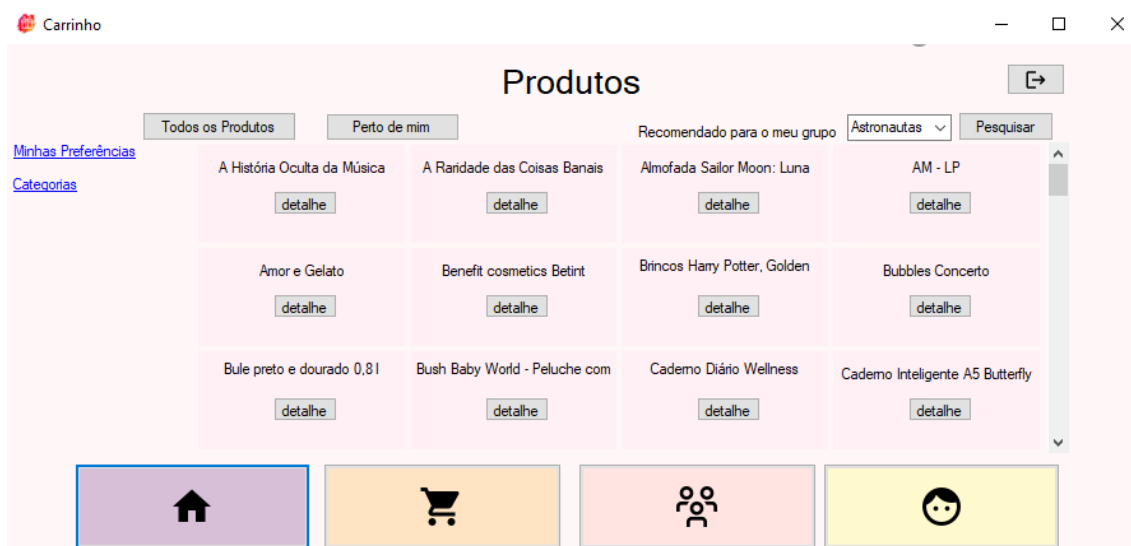 Carrinho
Produtos
Todos os Produtos
Perto de mim
Recomendado para o meu grupo
Astronautas
Pesquisar
Minhas Preferências
Categorias
A História Oculta da Música
A Raridade das Coisas Banais
Almofada Sailor Moon: Luna
AM - LP
detalhe
detalhe
detalhe
detalhe
Amor e Gelato
Benefit cosmetics Betint
Brincos Harry Potter, Golden
Bubbles Concerto
detalhe
detalhe
detalhe
detalhe
Bule preto e dourado 0,8 l
Bush Baby World - Peluche com
Caderno Diário Wellness
Caderno Inteligente A5 Butterfly
detalhe
detalhe
detalhe
detalhe